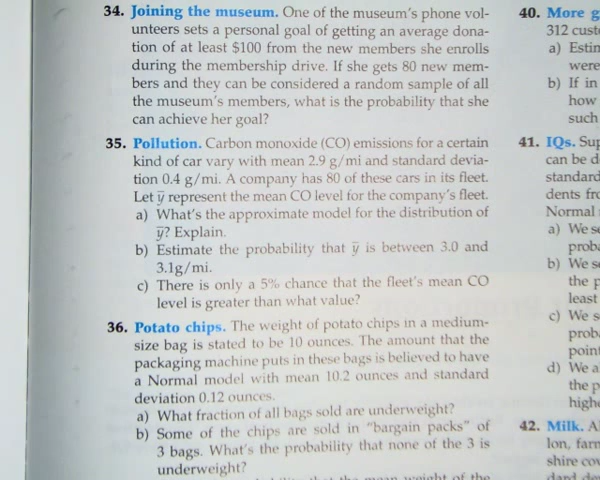 34. Joining the museum. One of the museum's phone vol-
unteers sets a personal goal of getting an average dona-
tion of at least $100 from the new members she enrolls
during the membership drive. If she gets 80 new mem-
bers and they can be considered a random sample of all
the museum's members, what is the probability that she
can achieve her goal?
35. Pollution. Carbon monoxide (CO) emissions for a certain
kind of car vary with mean 2.9 g/mi and standard devia-
tion 0.4 g/mi. A company has 80 of these cars in its fleet.
Let ȳ represent the mean CO level for the company's fleet.
a) What's the approximate model for the distribution of
ȳ? Explain.
b) Estimate the probability that ȳ is between 3.0 and
3.1g/mi.
c) There is only a 5% chance that the fleet's mean CO
level is greater than what value?
36. Potato chips. The weight of potato chips in a medium-
size bag is stated to be 10 ounces. The amount that the
packaging machine puts in these bags is believed to have
a Normal model with mean 10.2 ounces and standard
deviation 0.12 ounces.
a) What fraction of all bags sold are underweight?
b) Some of the chips are sold in "bargain packs" of
3 bags. What's the probability that none of the 3 is
underweight?
that the mean weight of the
40. More
312
a)
were
b) If in
how
such
41. IQs.
can be
standard
dents
Normal
a) We
b) We
the
least
c) We
point
d) We
the
42. Milk.
lon,
shire